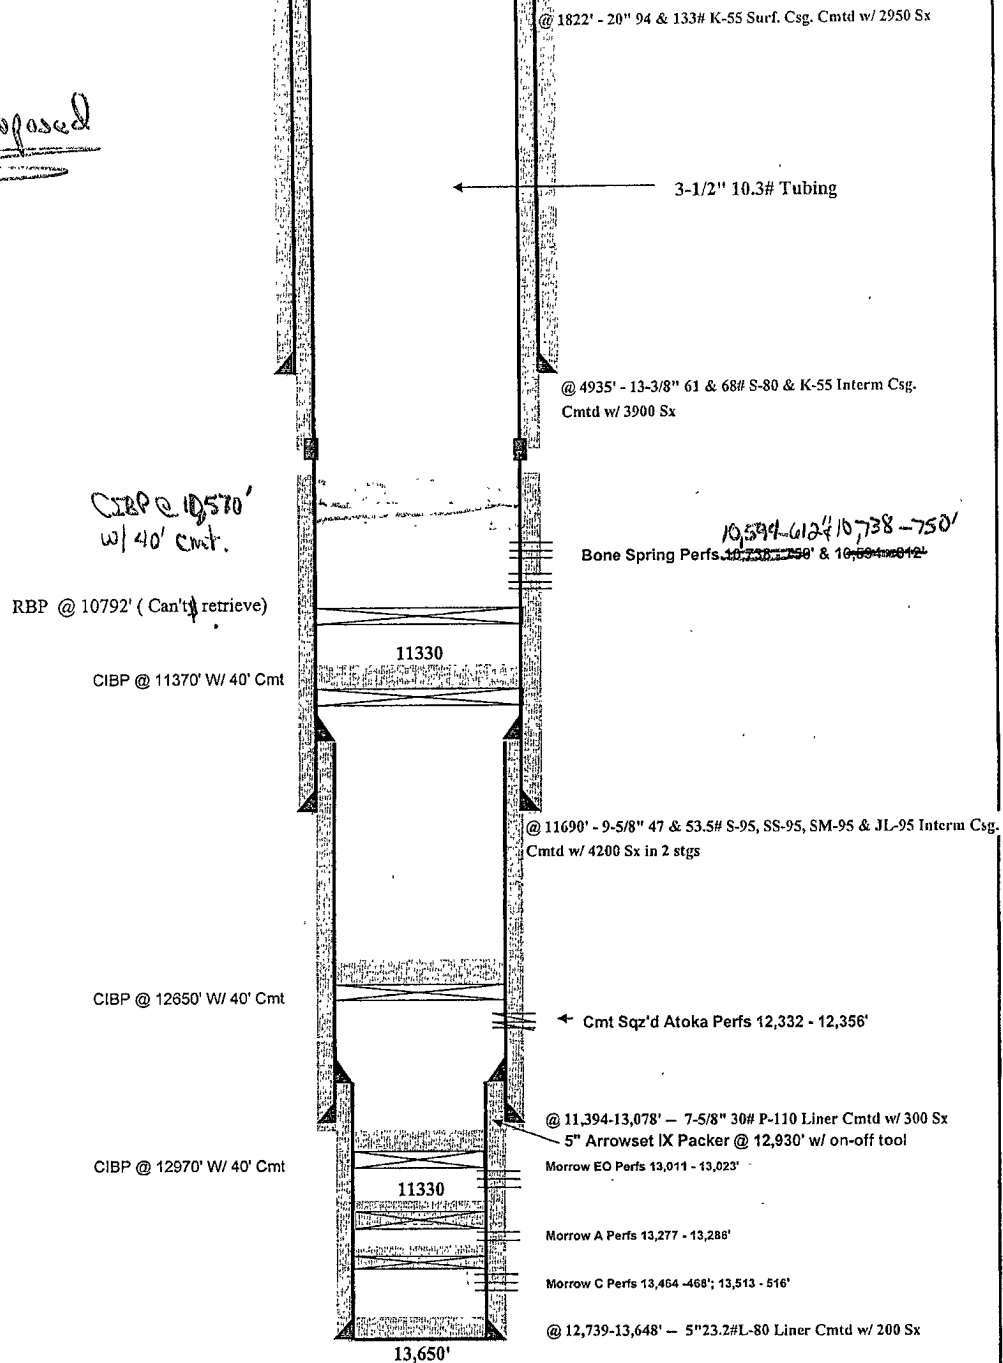 @ 1822' - 20" 94 & 133# K-55 Surf. Csg. Cmtd w/ 2950 Sx
3-1/2" 10.3# Tubing
@ 4935' - 13-3/8" 61 & 68# S-80 & K-55 Interm Csg.
Cmtd w/ 3900 Sx
CIBP @ 10,570'
w/ 40' cmt.
10,594-612' & 10,738-750'
Bone Spring Perfs 10,738 - 750' & 10,594 - 612'
RBP @ 10792' ( Can't retrieve)
11330
CIBP @ 11370' W/ 40' Cmt
@ 11690' - 9-5/8" 47 & 53.5# S-95, SS-95, SM-95 & JL-95 Interm Csg.
Cmtd w/ 4200 Sx in 2 stgs
CIBP @ 12650' W/ 40' Cmt
Cmt Sqz'd Atoka Perfs 12,332 - 12,356'
@ 11,394-13,078' – 7-5/8" 30# P-110 Liner Cmtd w/ 300 Sx
5" Arrowset IX Packer @ 12,930' w/ on-off tool
CIBP @ 12970' W/ 40' Cmt
Morrow EO Perfs 13,011 - 13,023'
11330
Morrow A Perfs 13,277 - 13,286'
Morrow C Perfs 13,464 -468'; 13,513 - 516'
@ 12,739-13,648' – 5"23.2#L-80 Liner Cmtd w/ 200 Sx
13,650'